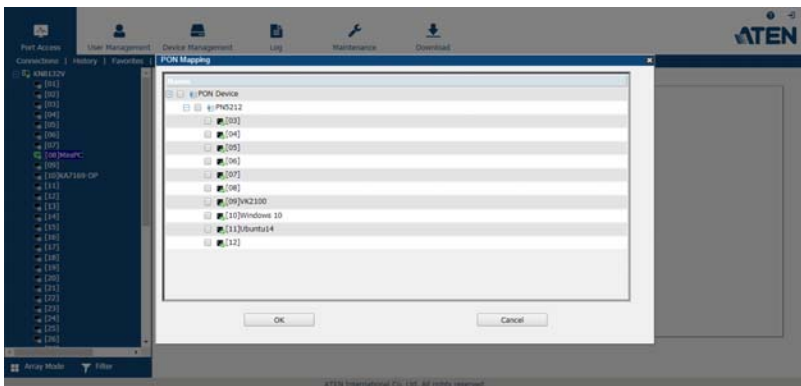 ATEN
Port Access User Management Device Management Log Maintenance Download
Connections | History | Favorites |
PON Mapping
PON Device
PN5212
[03]
[04]
[05]
[06]
[07]
[08]
[09]VK2100
[10]Windows 10
[11]Ubuntu14
[12]
OK Cancel
KN8132V
[01]
[02]
[03]
[04]
[05]
[06]
[07]
[08]MiniPC
[09]
[10]KA7169-DP
[11]
[12]
[13]
[14]
[15]
[16]
[17]
[18]
[19]
[20]
[21]
[22]
[23]
[24]
[25]
[26]
Array Mode Filter
ATEN International Co., Ltd. All rights reserved.